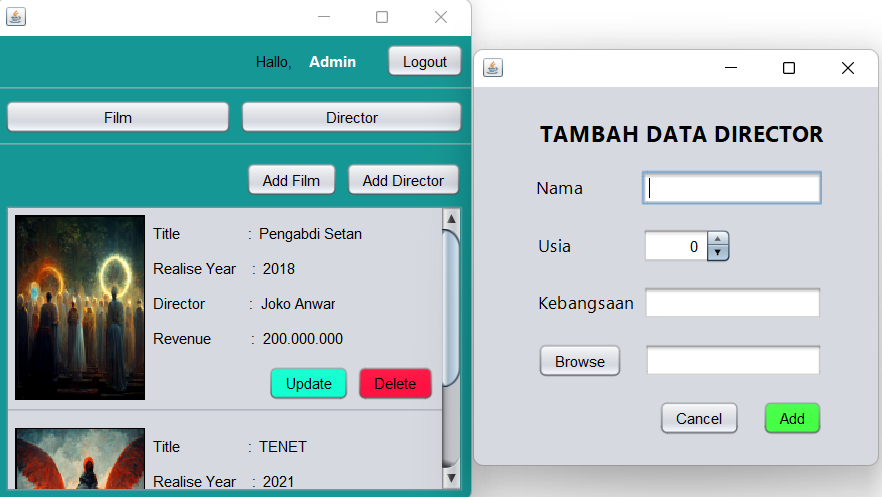 Hallo, Admin Logout
Film Director
Add Film Add Director
Title : Pengabdi Setan
Realise Year : 2018
Director : Joko Anwar
Revenue : 200.000.000
Update Delete
Title : TENET
Realise Year : 2021
TAMBAH DATA DIRECTOR
Nama
Usia 0
Kebangsaan
Browse
Cancel Add